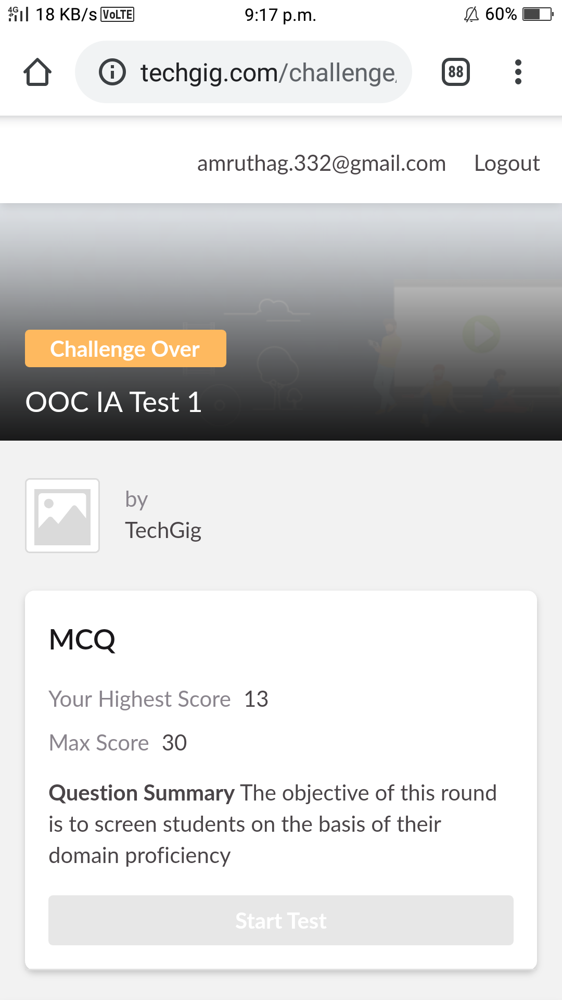 4G 18 KB/s VoLTE 9:17 p.m. 60%
techgig.com/challenge 88
amruthag.332@gmail.com Logout
Challenge Over
OOC IA Test 1
by
TechGig
MCQ
Your Highest Score 13
Max Score 30
Question Summary The objective of this round
is to screen students on the basis of their
domain proficiency
Start Test